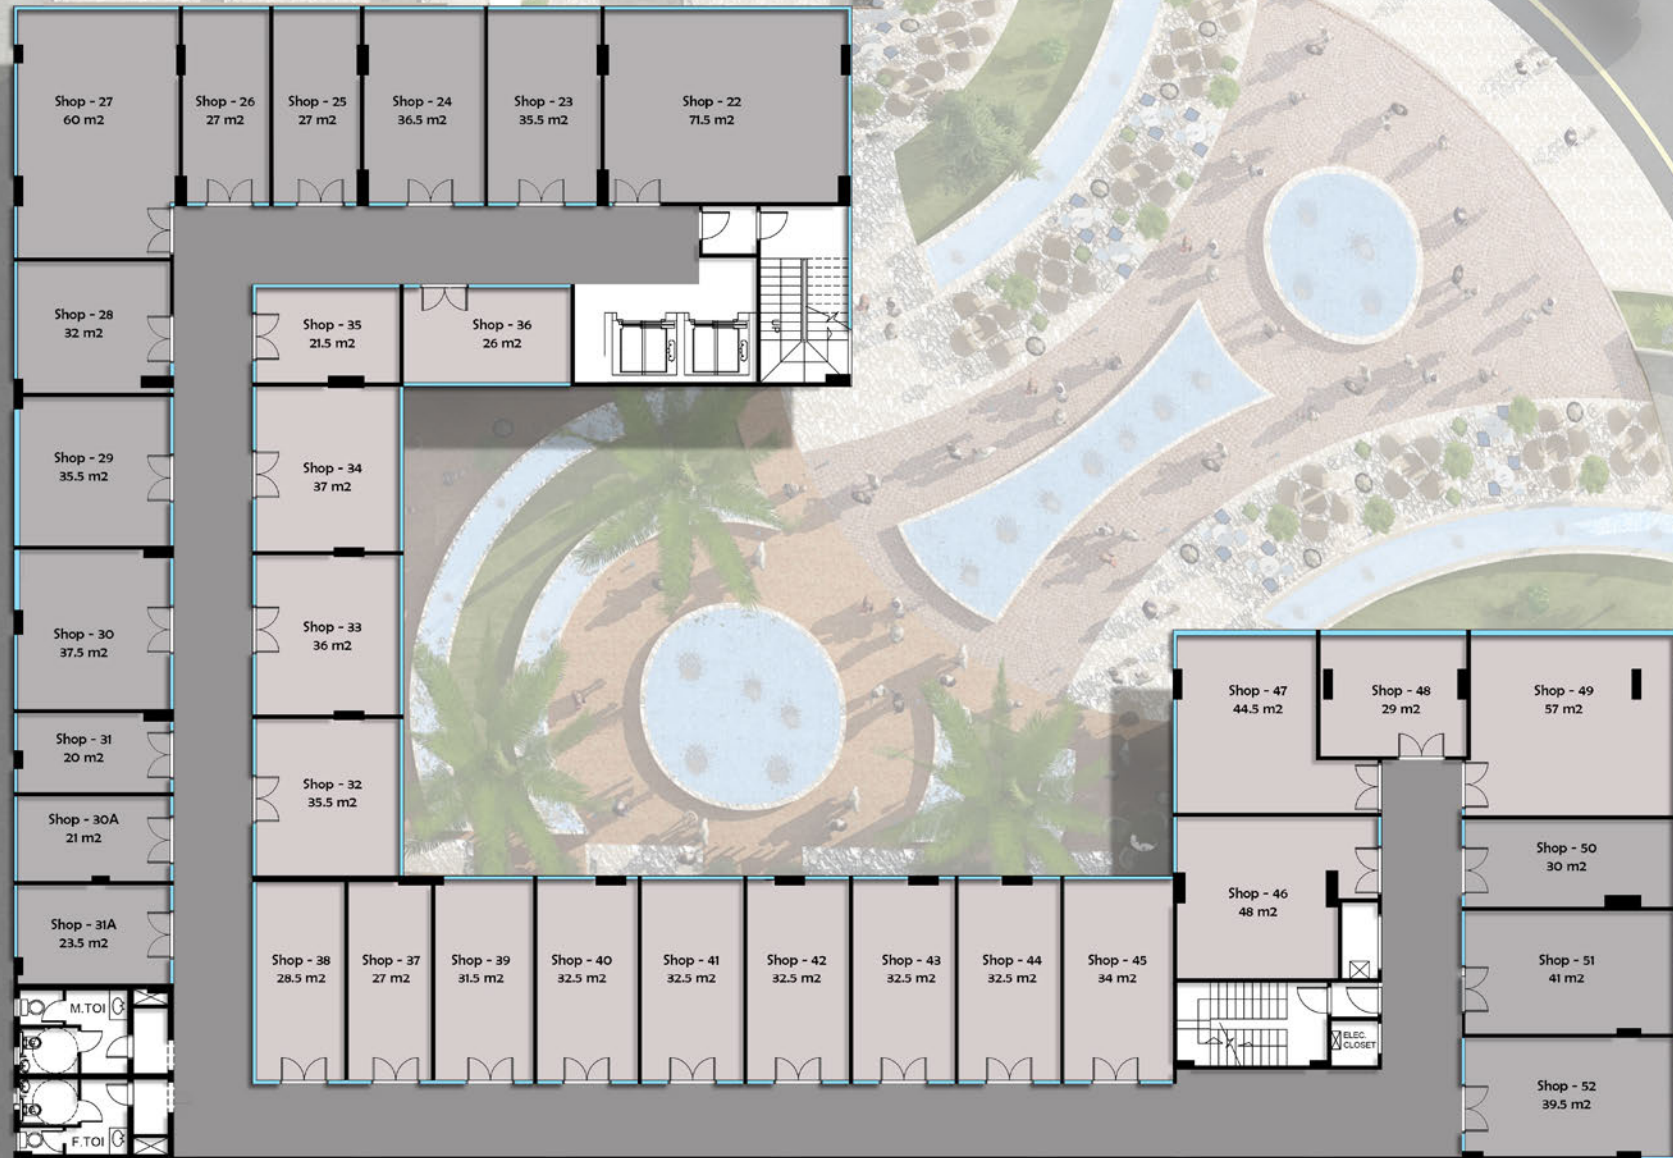 Shop - 27
60 m2
Shop - 26
27 m2
Shop - 25
27 m2
Shop - 24
36.5 m2
Shop - 23
35.5 m2
Shop - 22
71.5 m2
Shop - 28
32 m2
Shop - 35
21.5 m2
Shop - 36
26 m2
Shop - 29
35.5 m2
Shop - 34
37 m2
Shop - 30
37.5 m2
Shop - 33
36 m2
Shop - 47
44.5 m2
Shop - 48
29 m2
Shop - 49
57 m2
Shop - 31
20 m2
Shop - 32
35.5 m2
Shop - 30A
21 m2
Shop - 50
30 m2
Shop - 46
48 m2
Shop - 31A
23.5 m2
Shop - 38
28.5 m2
Shop - 37
27 m2
Shop - 39
31.5 m2
Shop - 40
32.5 m2
Shop - 41
32.5 m2
Shop - 42
32.5 m2
Shop - 43
32.5 m2
Shop - 44
32.5 m2
Shop - 45
34 m2
Shop - 51
41 m2
M.TOI
ELEC.
CLOSET
Shop - 52
39.5 m2
F.TOI